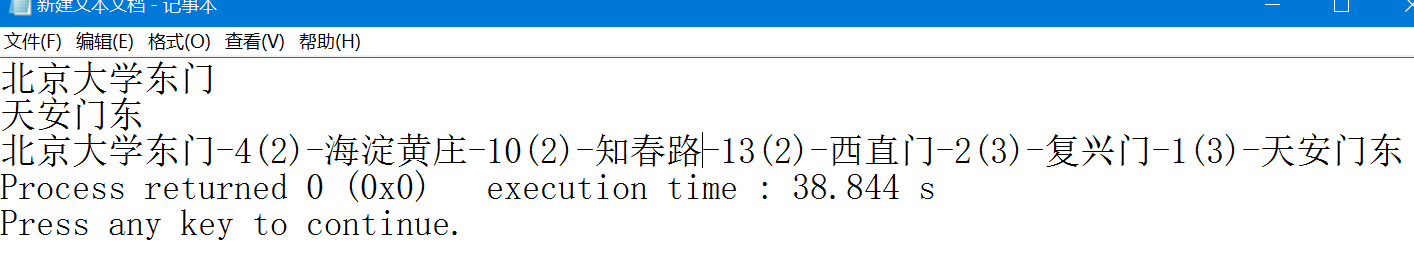 新建文本文档 - 记事本
文件(F) 编辑(E) 格式(O) 查看(V) 帮助(H)
北京大学东门
天安门东
北京大学东门-4(2)-海淀黄庄-10(2)-知春路-13(2)-西直门-2(3)-复兴门-1(3)-天安门东
Process returned 0 (0x0)   execution time : 38.844 s
Press any key to continue.